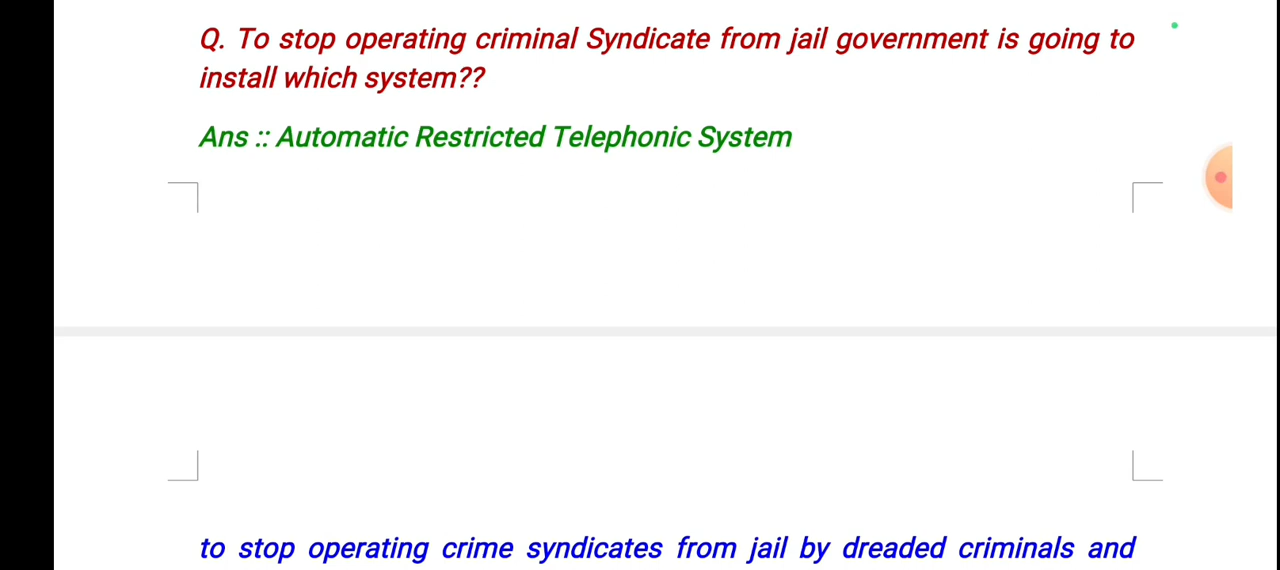 Q. To stop operating criminal Syndicate from jail government is going to
install which system??
Ans :: Automatic Restricted Telephonic System
to stop operating crime syndicates from jail by dreaded criminals and